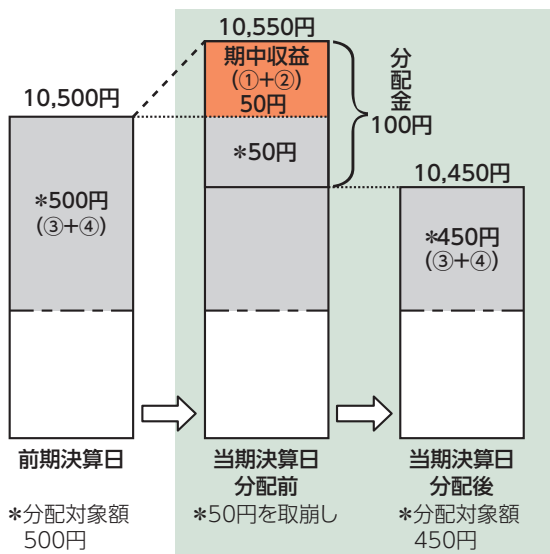 10,500円
*500円
(③+④)
前期決算日
*分配対象額
500円
10,550円
期中収益
(①+②)
50円
*50円
分配金
100円
当期決算日
分配前
*50円を取崩し
10,450円
*450円
(③+④)
当期決算日
分配後
*分配対象額
450円